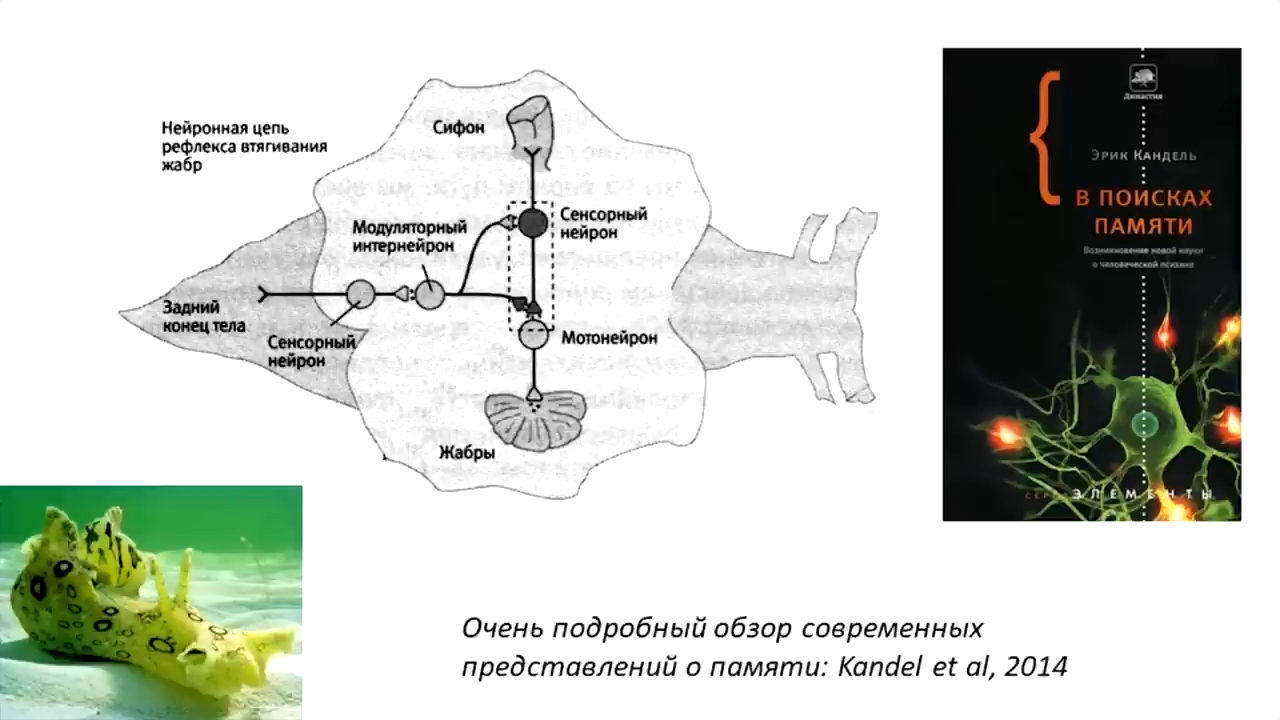 Нейронная цепь
рефлекса втягивания
жабр
Сифон
Сенсорный
нейрон
Модуляторный
интернейрон
Задний
конец тела
Сенсорный
нейрон
Мотонейрон
Жабры
Династия
Эрик Кандель
В ПОИСКАХ
ПАМЯТИ
Возникновение новой науки
о человеческой психике
СЕРИЯ ЭЛЕМЕНТЫ
Очень подробный обзор современных
представлений о памяти: Kandel et al, 2014